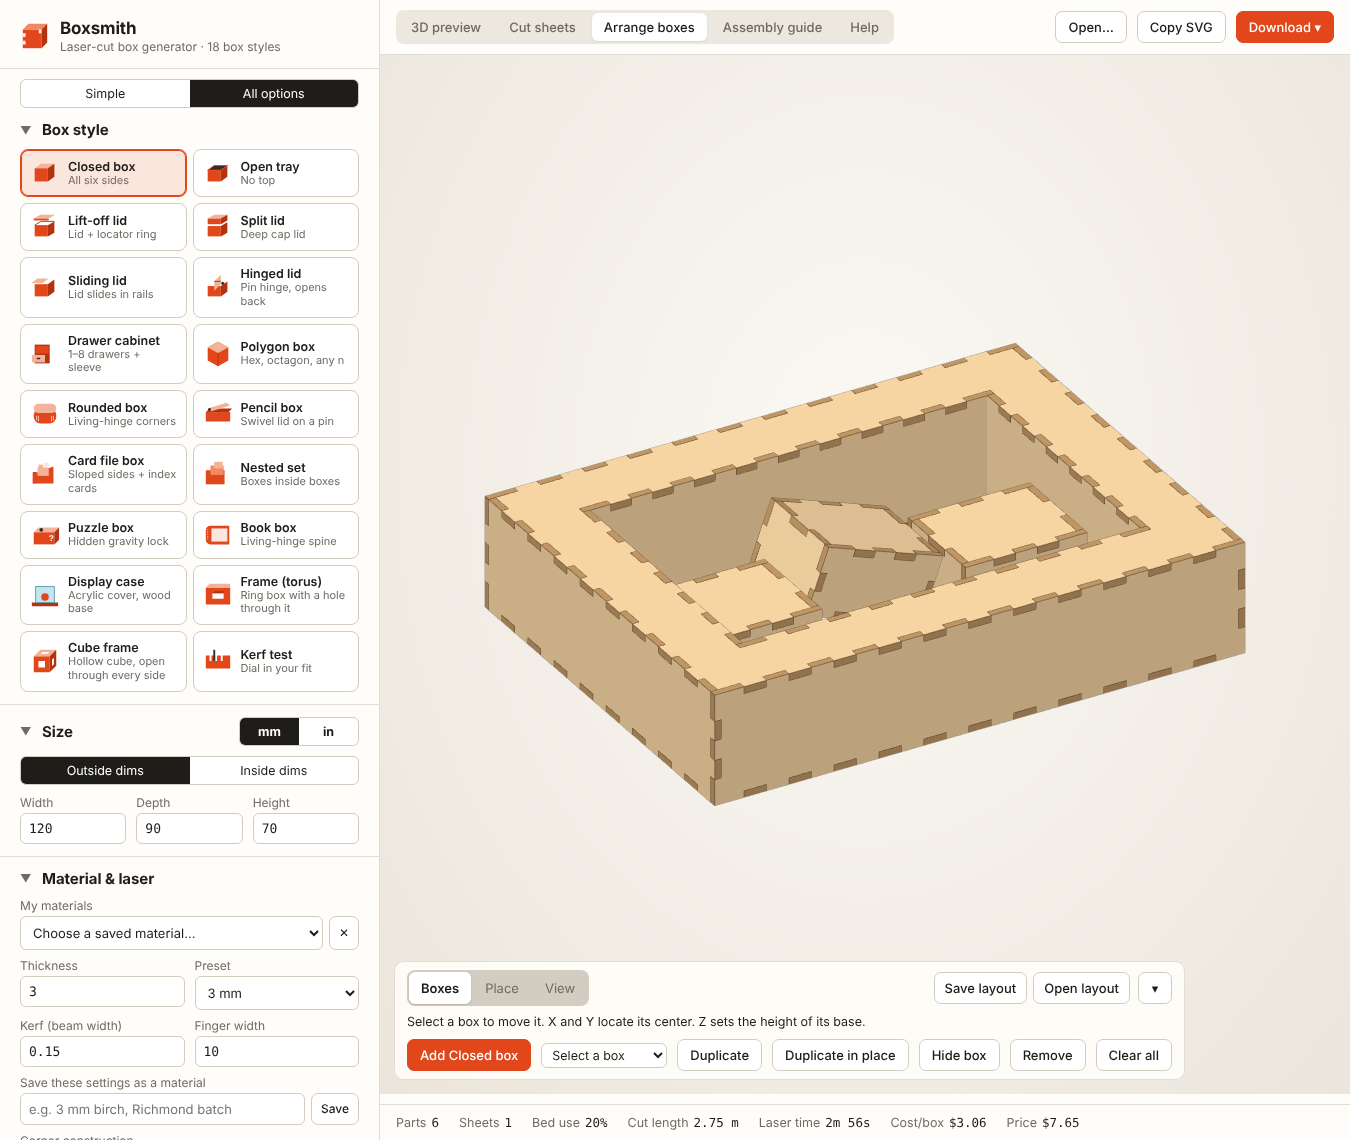 Boxsmith
Laser-cut box generator · 18 box styles
3D preview
Cut sheets
Arrange boxes
Assembly guide
Help
Open...
Copy SVG
Download ▾
Simple
All options
Box style
Closed box
All six sides
Open tray
No top
Lift-off lid
Lid + locator ring
Split lid
Deep cap lid
Sliding lid
Lid slides in rails
Hinged lid
Pin hinge, opens
back
Drawer cabinet
1–8 drawers +
sleeve
Polygon box
Hex, octagon, any n
Rounded box
Living-hinge corners
Pencil box
Swivel lid on a pin
Card file box
Sloped sides + index
cards
Nested set
Boxes inside boxes
Puzzle box
Hidden gravity lock
Book box
Living-hinge spine
Display case
Acrylic cover, wood
base
Frame (torus)
Ring box with a hole
through it
Cube frame
Hollow cube, open
through every side
Kerf test
Dial in your fit
Size
mm
in
Outside dims
Inside dims
Width
Depth
Height
120
90
70
Material & laser
My materials
Choose a saved material...
×
Thickness
Preset
3
3 mm
Kerf (beam width)
Finger width
0.15
10
Save these settings as a material
e.g. 3 mm birch, Richmond batch
Save
Corner construction
Boxes
Place
View
Save layout
Open layout
▾
Select a box to move it. X and Y locate its center. Z sets the height of its base.
Add Closed box
Select a box
Duplicate
Duplicate in place
Hide box
Remove
Clear all
Parts 6
Sheets 1
Bed use 20%
Cut length 2.75 m
Laser time 2m 56s
Cost/box $3.06
Price $7.65